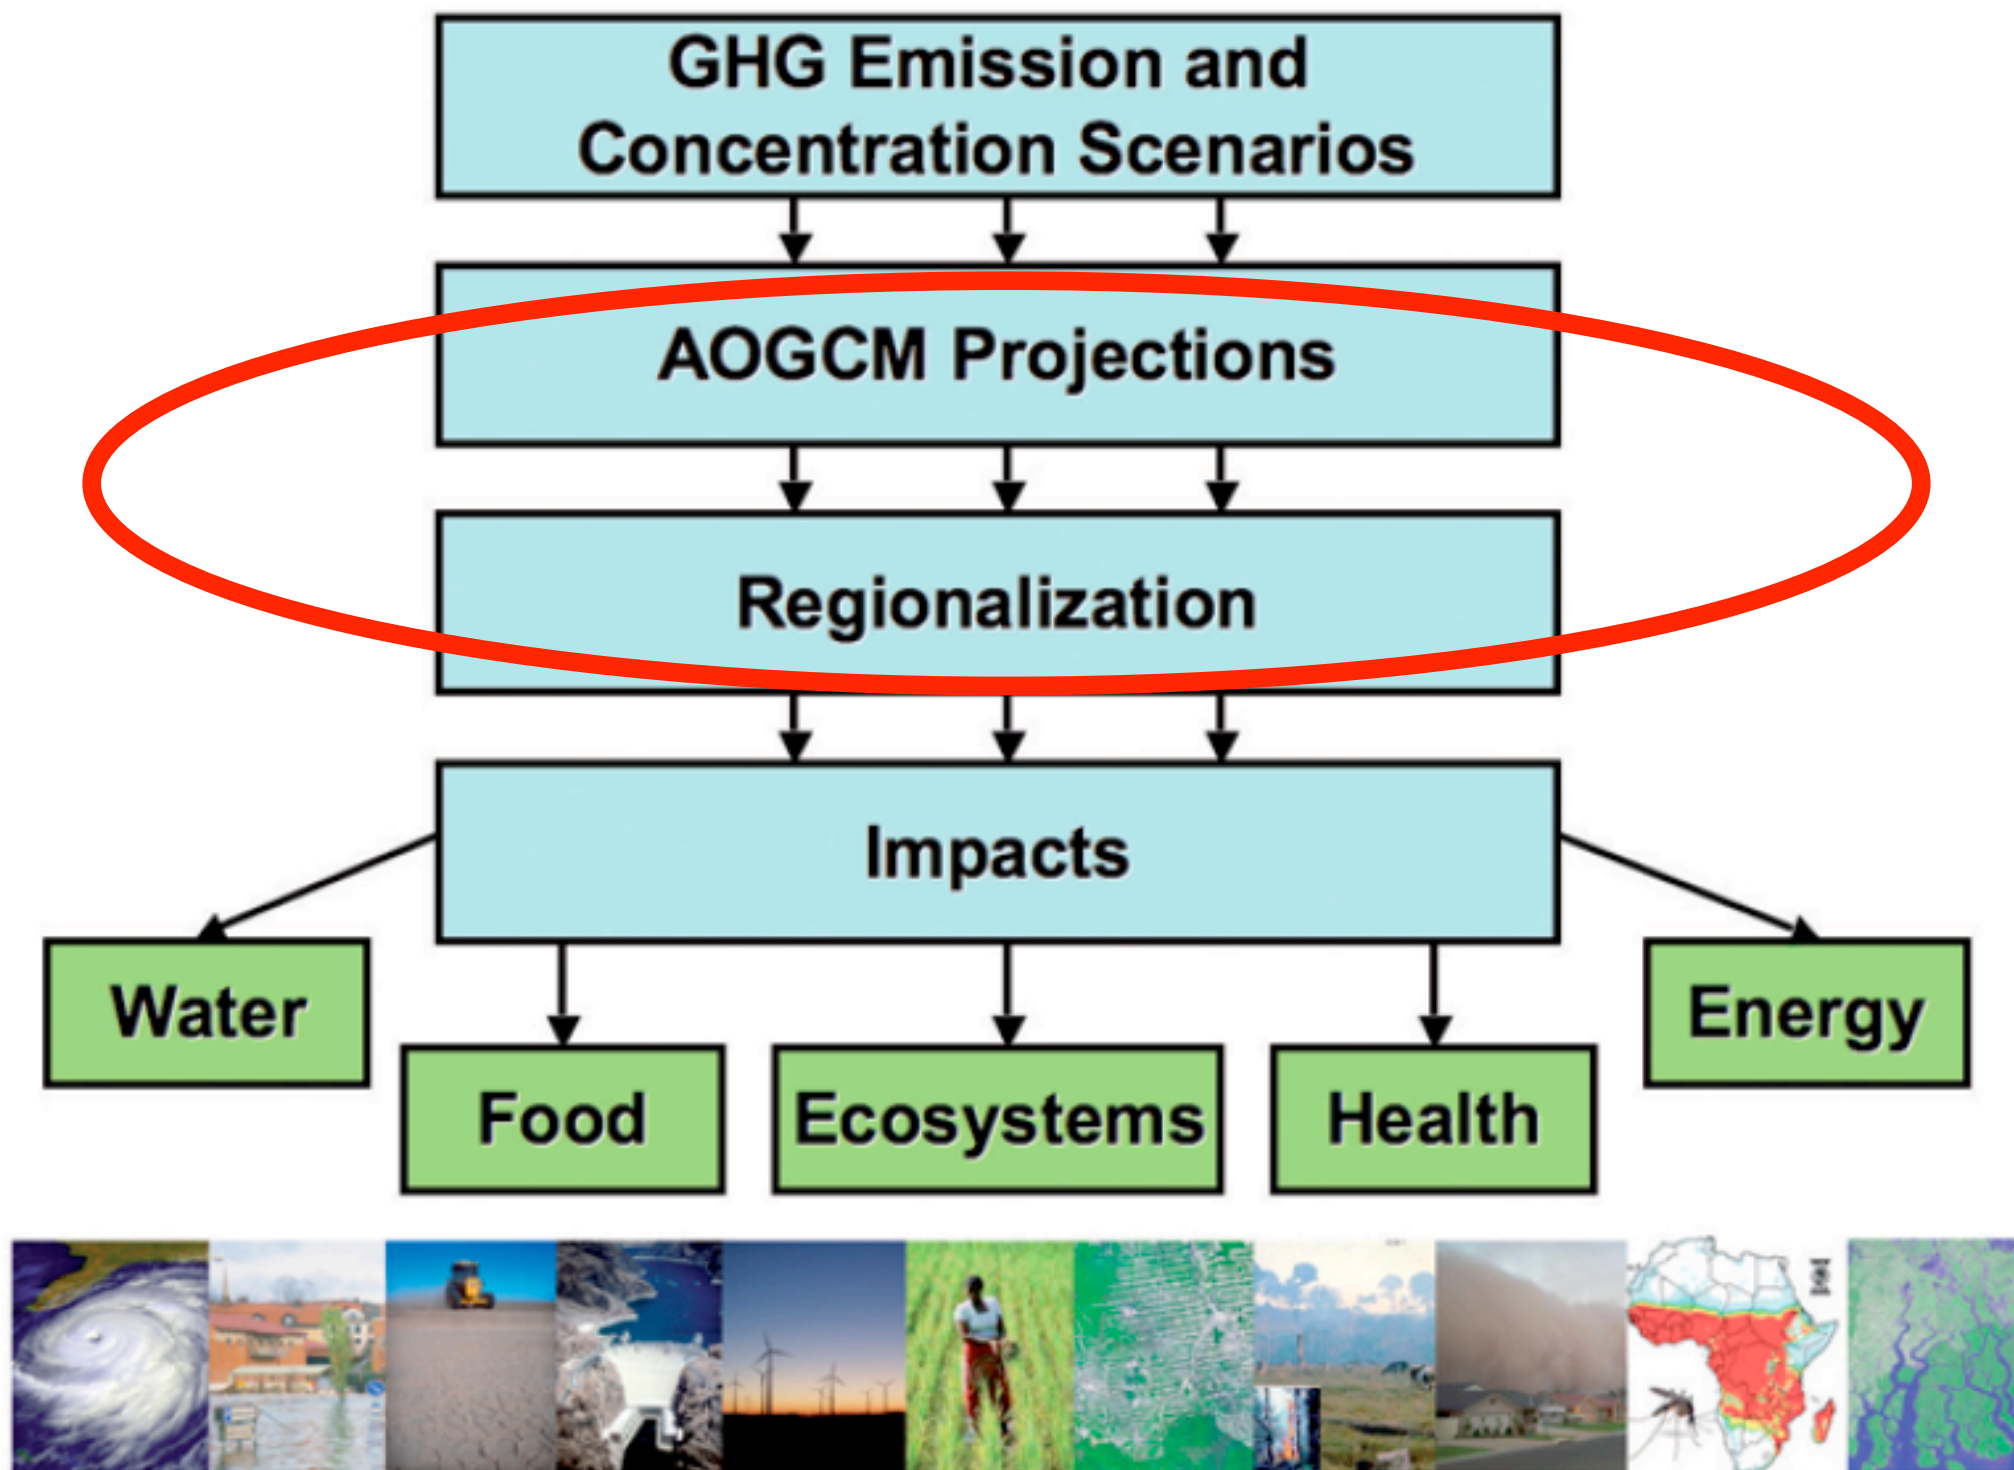 GHG Emission and
Concentration Scenarios
AOGCM Projections
Regionalization
Impacts
Water
Energy
Food
Ecosystems
Health